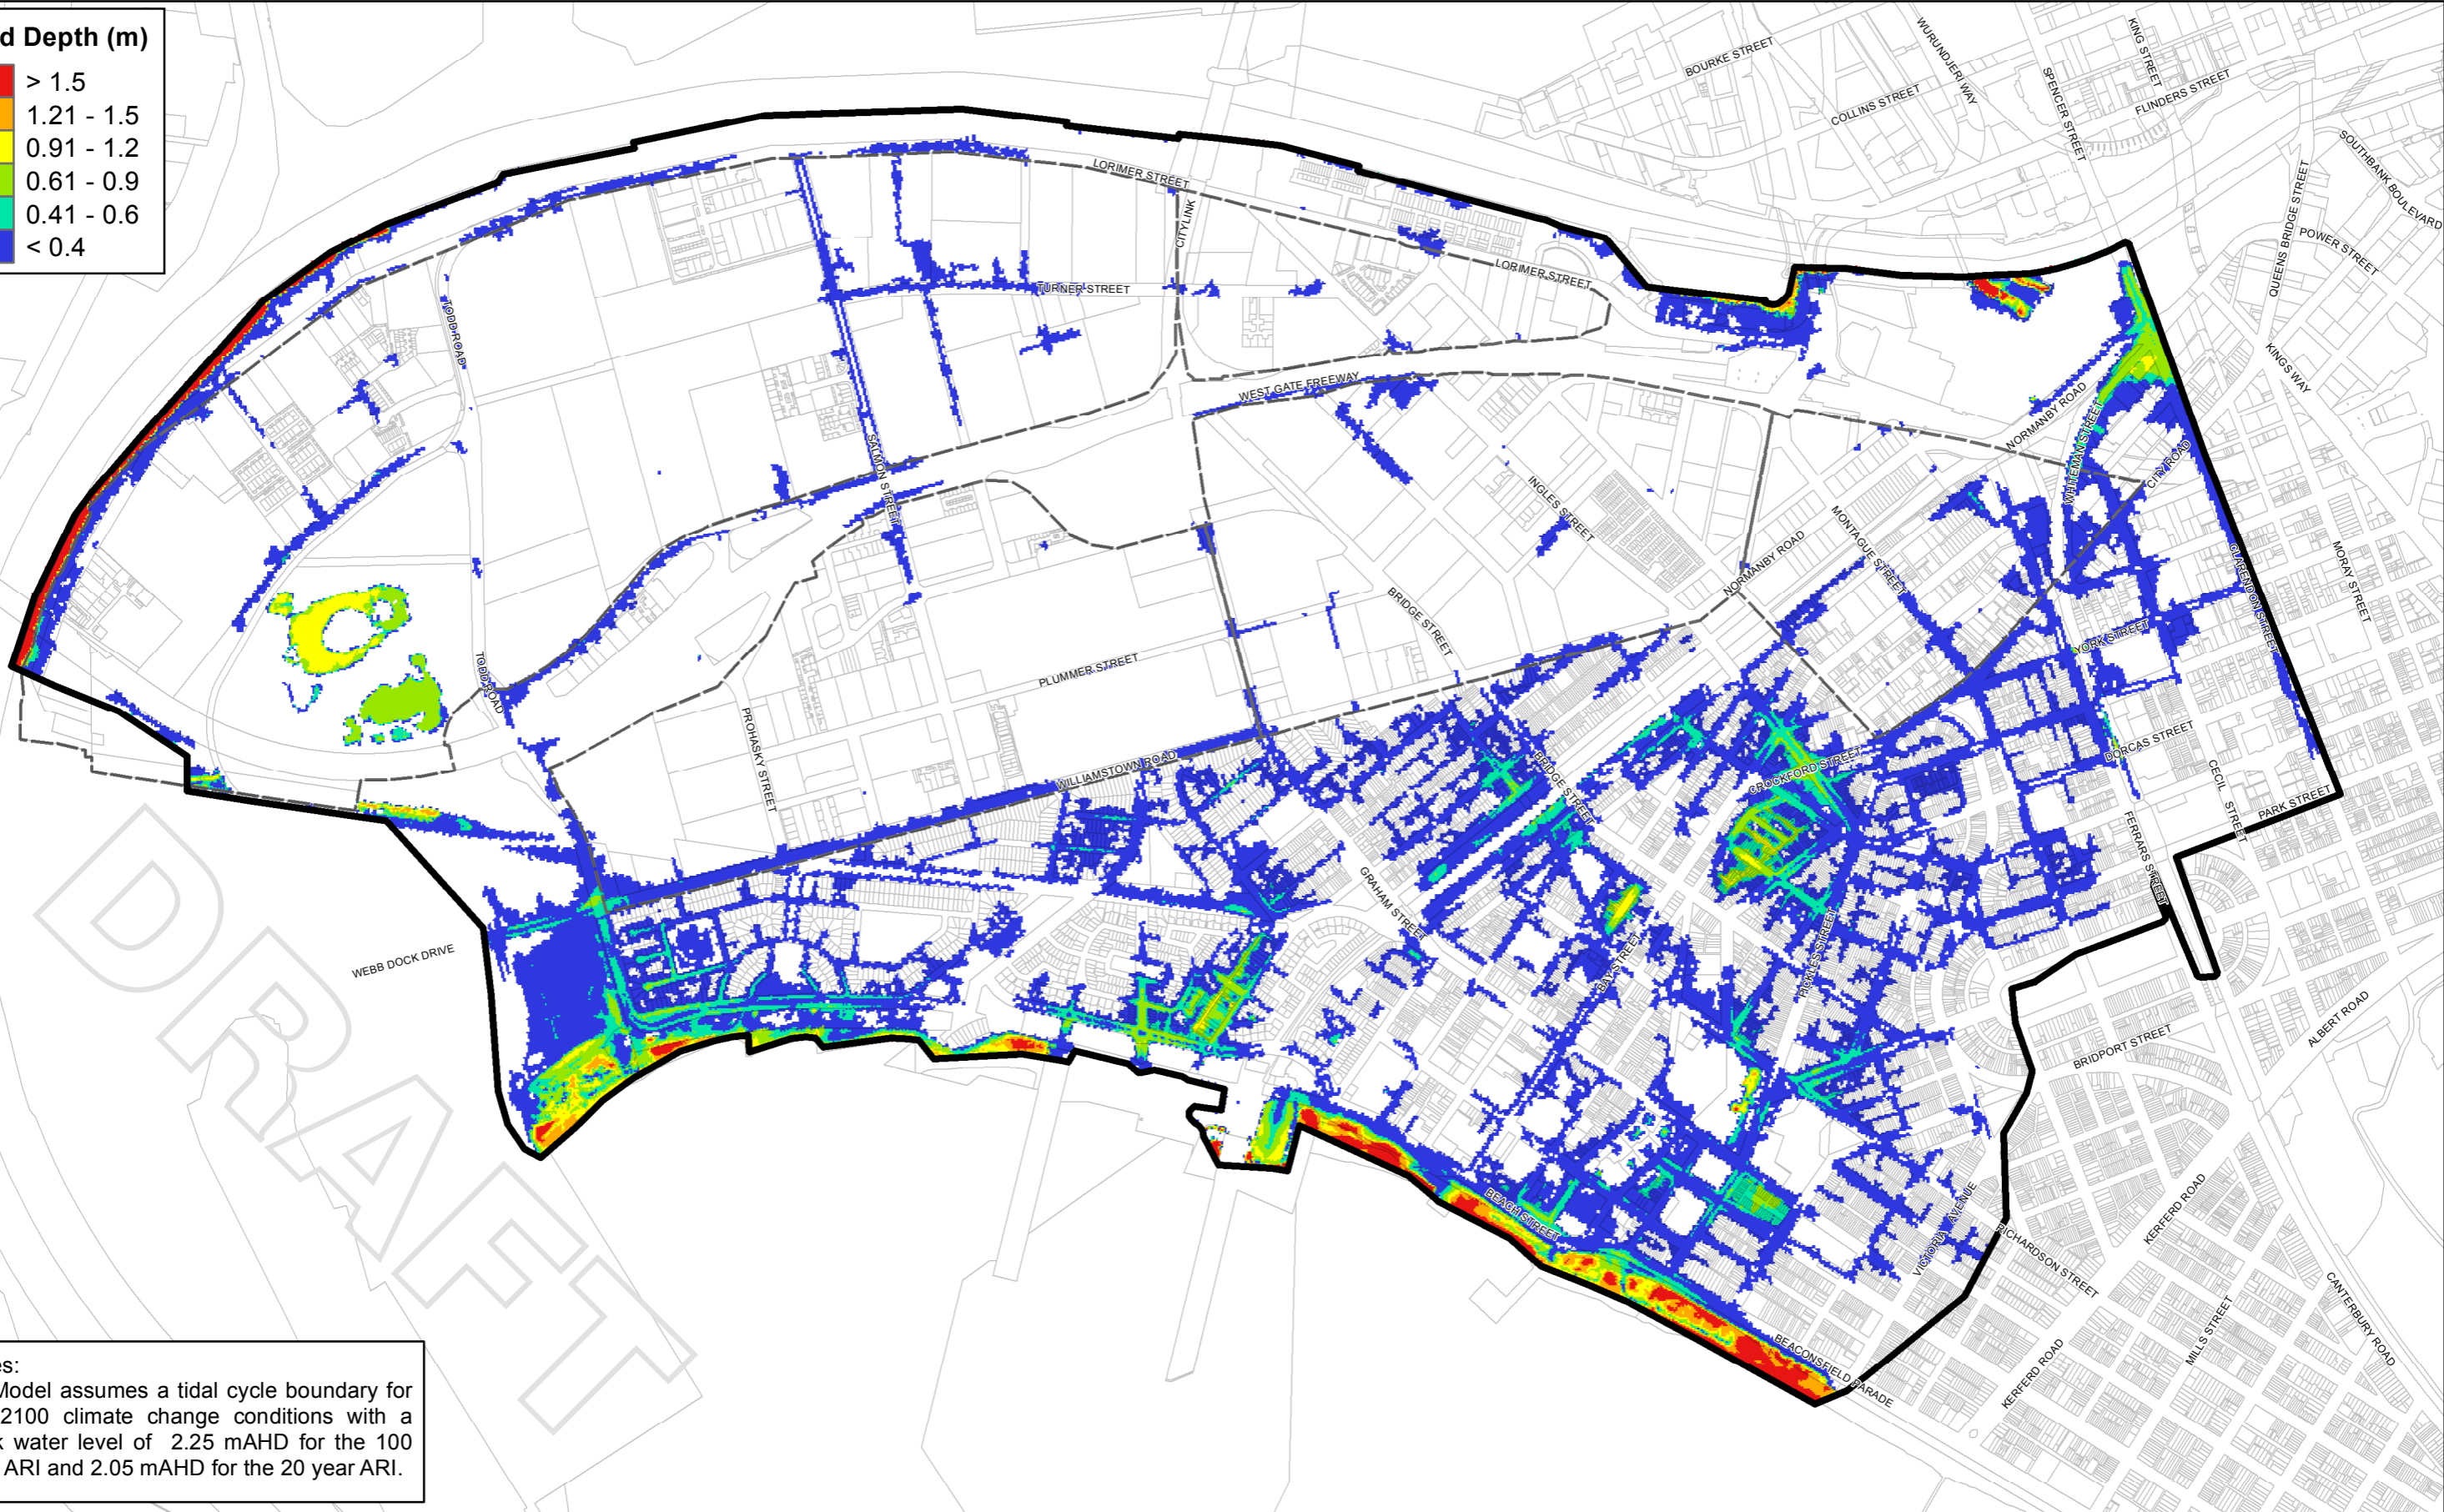 d Depth (m)
> 1.5
1.21 - 1.5
0.91 - 1.2
0.61 - 0.9
0.41 - 0.6
< 0.4
BOURKE STREET
WURUNDJERI WAY
KING STREET
COLLINS STREET
SPENCER STREET
FLINDERS STREET
SOUTHBANK BOULEVARD
QUEENS BRIDGE STREET
POWER STREET
KINGS WAY
LORIMER STREET
CITYLINK
LORIMER STREET
TURNER STREET
TODD ROAD
WEST GATE FREEWAY
NORMANBY ROAD
WHITEMAN STREET
CITY ROAD
SALMON STREET
INGLES STREET
MONTAGUE STREET
NORMANBY ROAD
CLARENDON STREET
MORAY STREET
BRIDGE STREET
YORK STREET
PLUMMER STREET
TODD ROAD
PROHASKY STREET
WILLIAMSTOWN ROAD
BRIDGE STREET
CROCKFORD STREET
DORCAS STREET
CECIL STREET
PARK STREET
FERRARS STREET
GRAHAM STREET
BAY STREET
PICKLES STREET
WEBB DOCK DRIVE
ALBERT ROAD
BRIDPORT STREET
BEACH STREET
VICTORIA AVENUE
RICHARDSON STREET
KERFERD ROAD
CANTERBURY ROAD
MILLS STREET
KERFERD ROAD
BEACONSFIELD PARADE
DRAFT
es:
Model assumes a tidal cycle boundary for
2100 climate change conditions with a
k water level of 2.25 mAHD for the 100
ARI and 2.05 mAHD for the 20 year ARI.